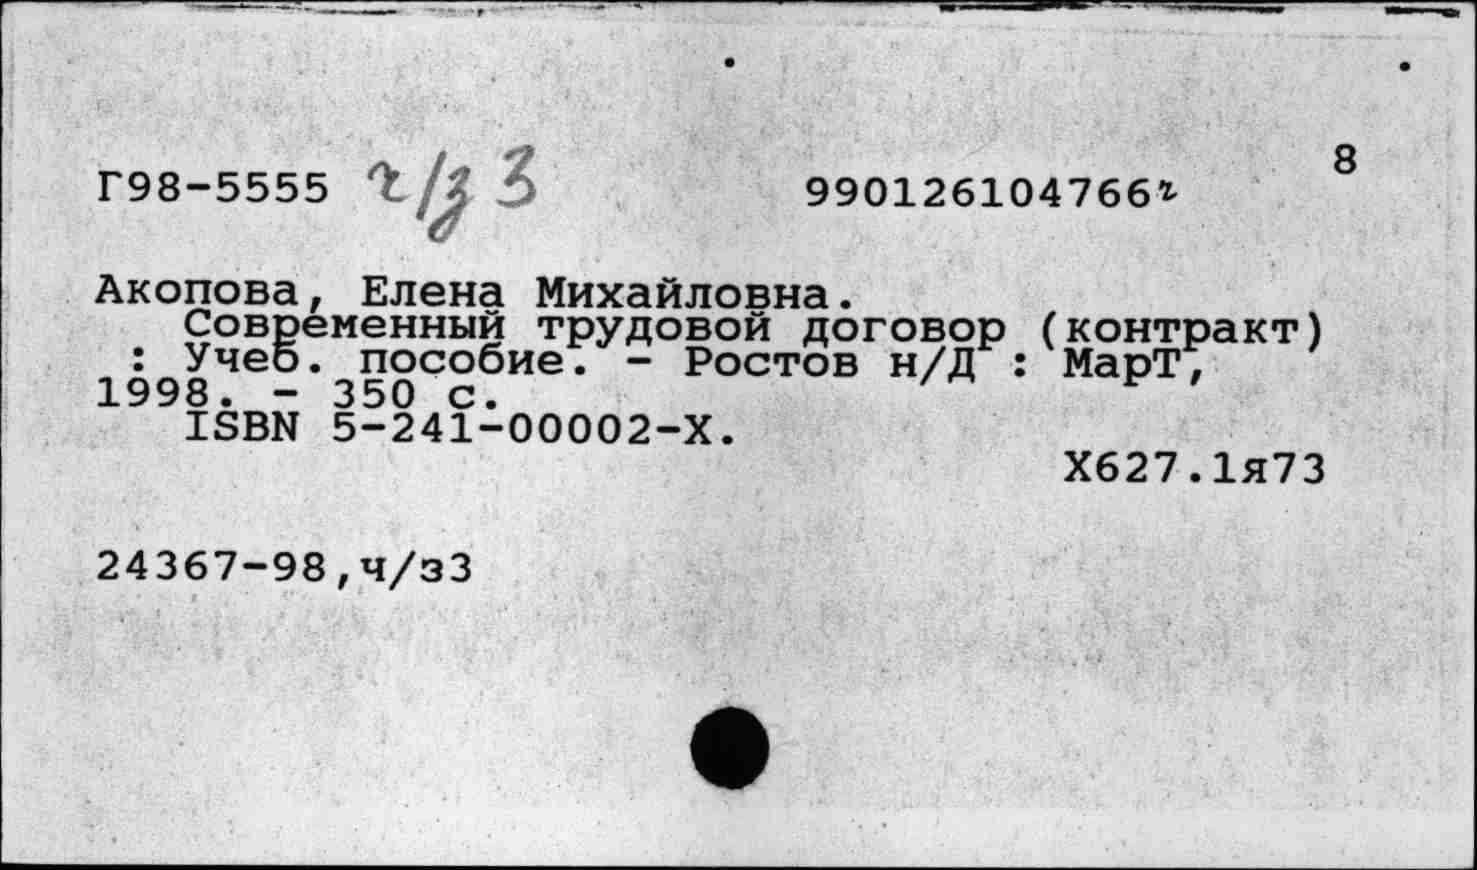 8
Г98-5555 ч/з 3 990126104766
Акопова, Елена Михайловна.
Современный трудовой договор (контракт)
: Учеб. пособие. - Ростов н/Д : МарТ,
1998. - 350 с.
ISBN 5-241-00002-X.
Х627.1я73
24367-98,ч/з3